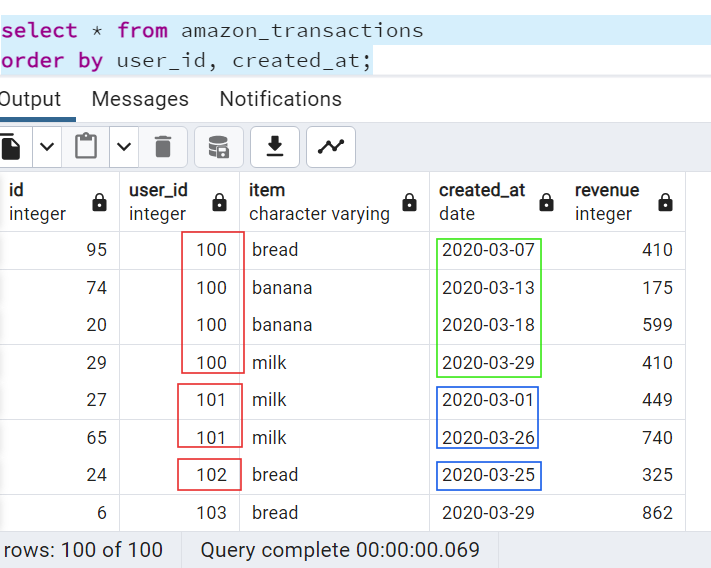 select * from amazon_transactions
order by user_id, created_at;
Output Messages Notifications
id user_id item created_at revenue
integer integer character varying date integer
95 100 bread 2020-03-07 410
74 100 banana 2020-03-13 175
20 100 banana 2020-03-18 599
29 100 milk 2020-03-29 410
27 101 milk 2020-03-01 449
65 101 milk 2020-03-26 740
24 102 bread 2020-03-25 325
6 103 bread 2020-03-29 862
rows: 100 of 100 Query complete 00:00:00.069